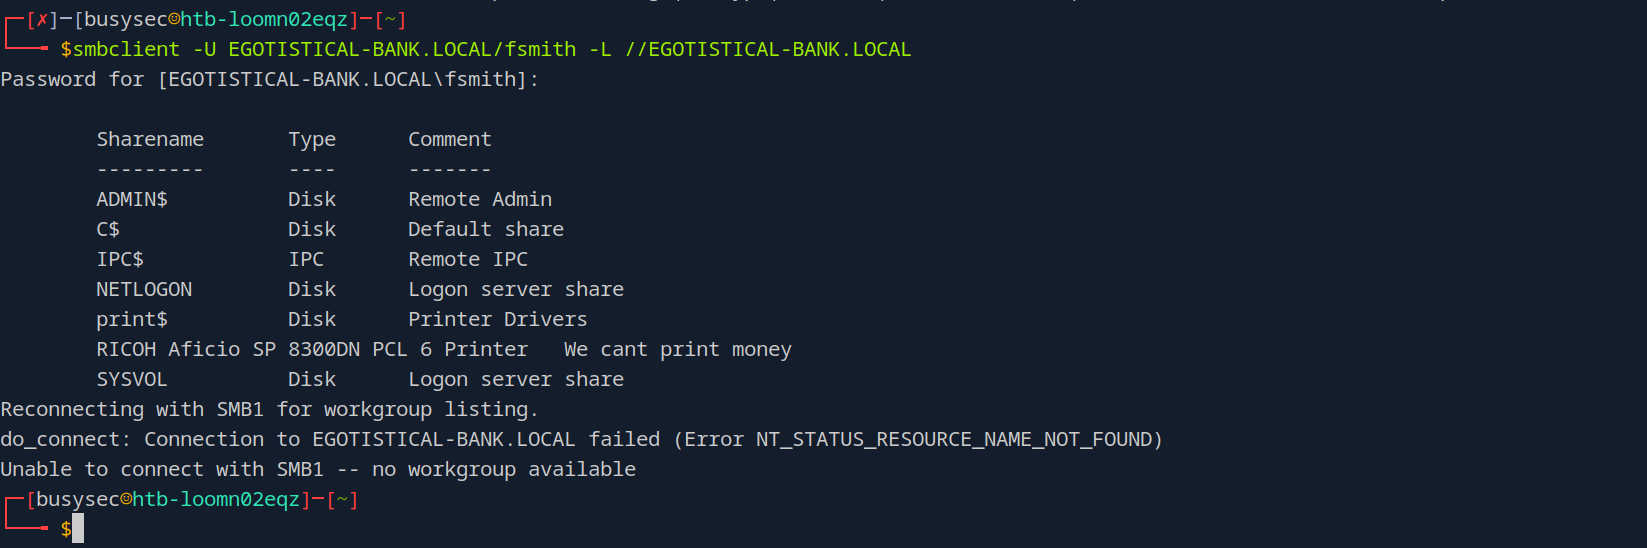 ┌─[✗]─[busysec☺htb-loomn02eqz]─[~]
└──╼ $smbclient -U EGOTISTICAL-BANK.LOCAL/fsmith -L //EGOTISTICAL-BANK.LOCAL
Password for [EGOTISTICAL-BANK.LOCAL\fsmith]:
Sharename Type Comment
--------- ---- -------
ADMIN$ Disk Remote Admin
C$ Disk Default share
IPC$ IPC Remote IPC
NETLOGON Disk Logon server share
print$ Disk Printer Drivers
RICOH Aficio SP 8300DN PCL 6 Printer We cant print money
SYSVOL Disk Logon server share
Reconnecting with SMB1 for workgroup listing.
do_connect: Connection to EGOTISTICAL-BANK.LOCAL failed (Error NT_STATUS_RESOURCE_NAME_NOT_FOUND)
Unable to connect with SMB1 -- no workgroup available
┌─[busysec☺htb-loomn02eqz]─[~]
└──╼ $